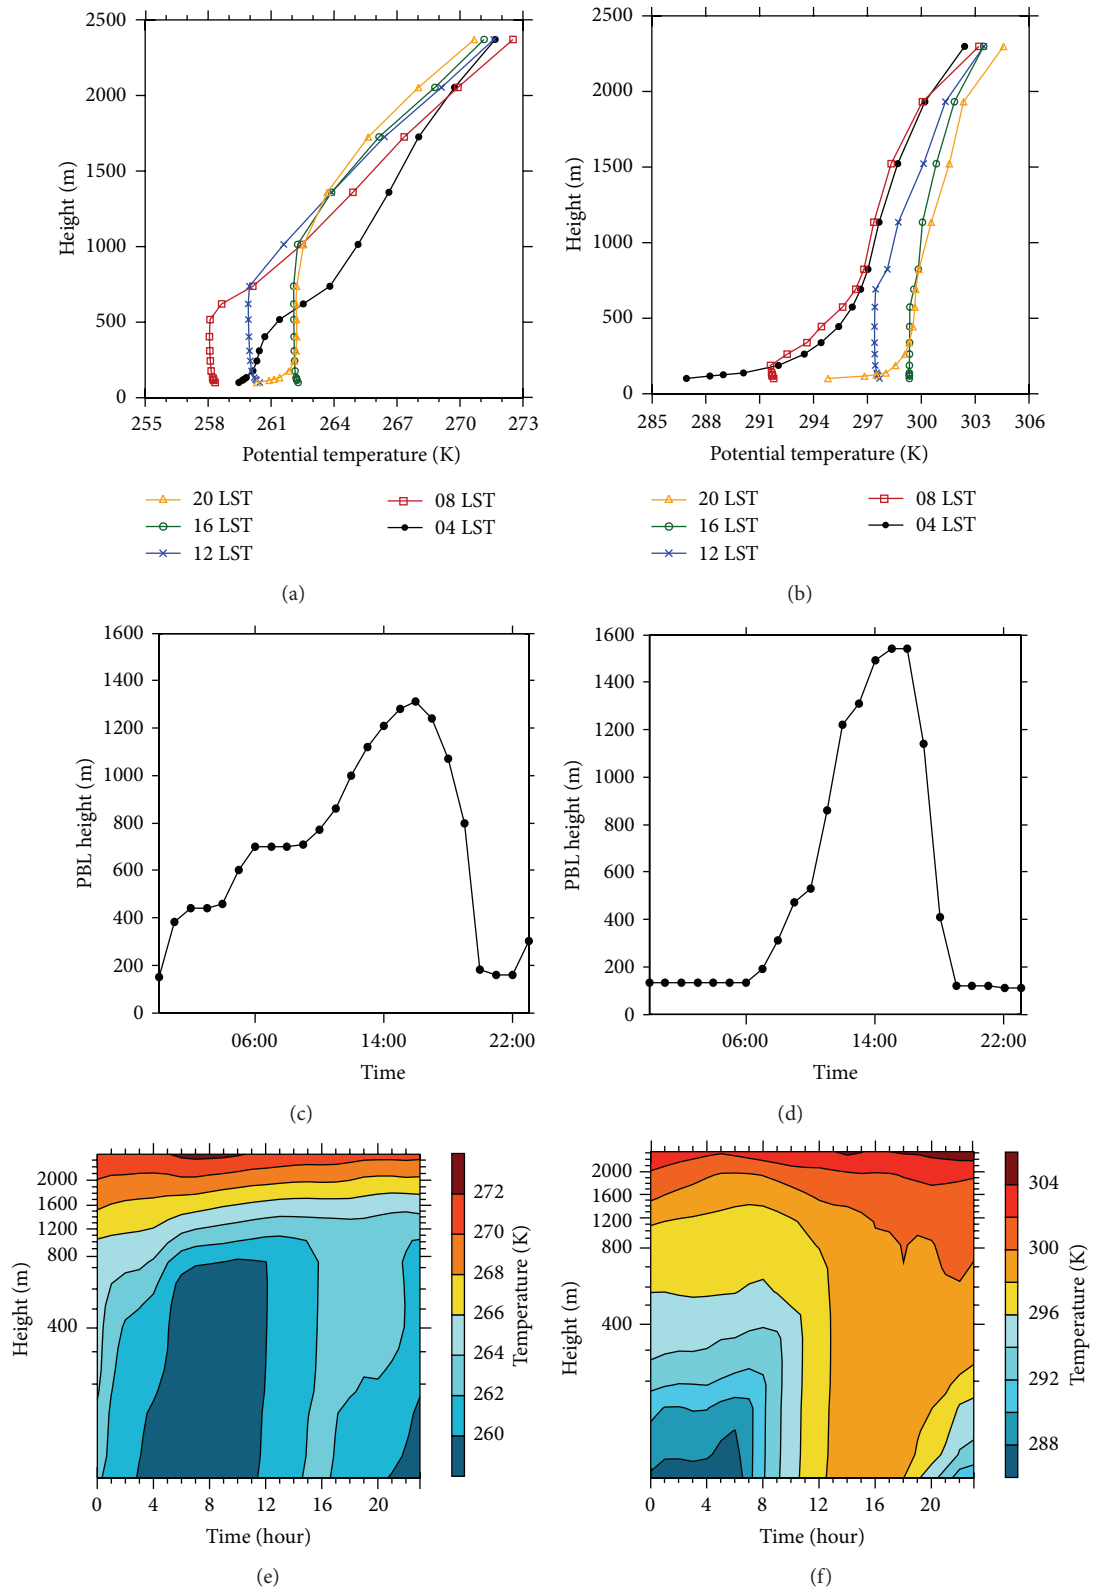 2500
2000
1500
1000
500
0
Height (m)
255 258 261 264 267 270 273
Potential temperature (K)
20 LST
16 LST
12 LST
08 LST
04 LST
(a)
2500
2000
1500
1000
500
0
Height (m)
285 288 291 294 297 300 303 306
Potential temperature (K)
20 LST
16 LST
12 LST
08 LST
04 LST
(b)
1600
1400
1200
1000
800
600
400
200
0
PBL height (m)
06:00 14:00 22:00
Time
(c)
1600
1400
1200
1000
800
600
400
200
0
PBL height (m)
06:00 14:00 22:00
Time
(d)
2000
1600
1200
800
400
Height (m)
0 4 8 12 16 20
Time (hour)
272
270
268
266
264
262
260
Temperature (K)
(e)
2000
1600
1200
800
400
Height (m)
0 4 8 12 16 20
Time (hour)
304
300
296
292
288
Temperature (K)
(f)